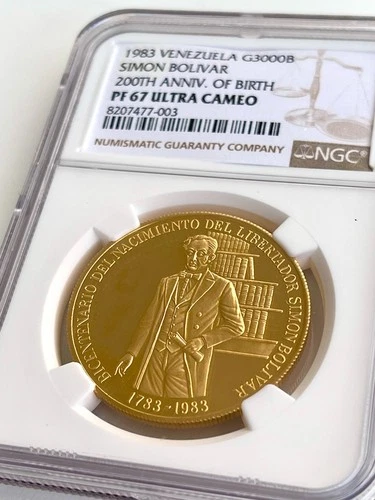 1983 VENEZUELA G3000B
SIMON BOLIVAR
200TH ANNIV. OF BIRTH
PF 67 ULTRA CAMEO
8207477-003
NUMISMATIC GUARANTY COMPANY
NGC
BICENTENARIO DEL NACIMIENTO DEL LIBERTADOR SIMON BOLIVAR
1783-1983